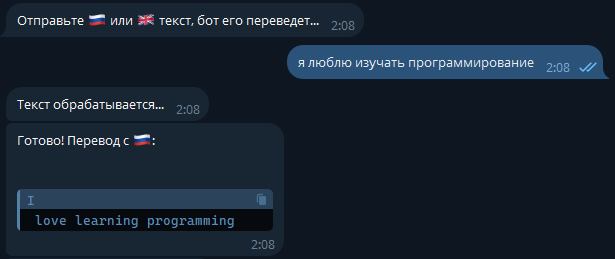 Отправьте 🇷🇺 или 🇬🇧 текст, бот его переведет...
2:08
я люблю изучать программирование
2:08
Текст обрабатывается...
2:08
Готово! Перевод с 🇷🇺:
I
love learning programming
2:08